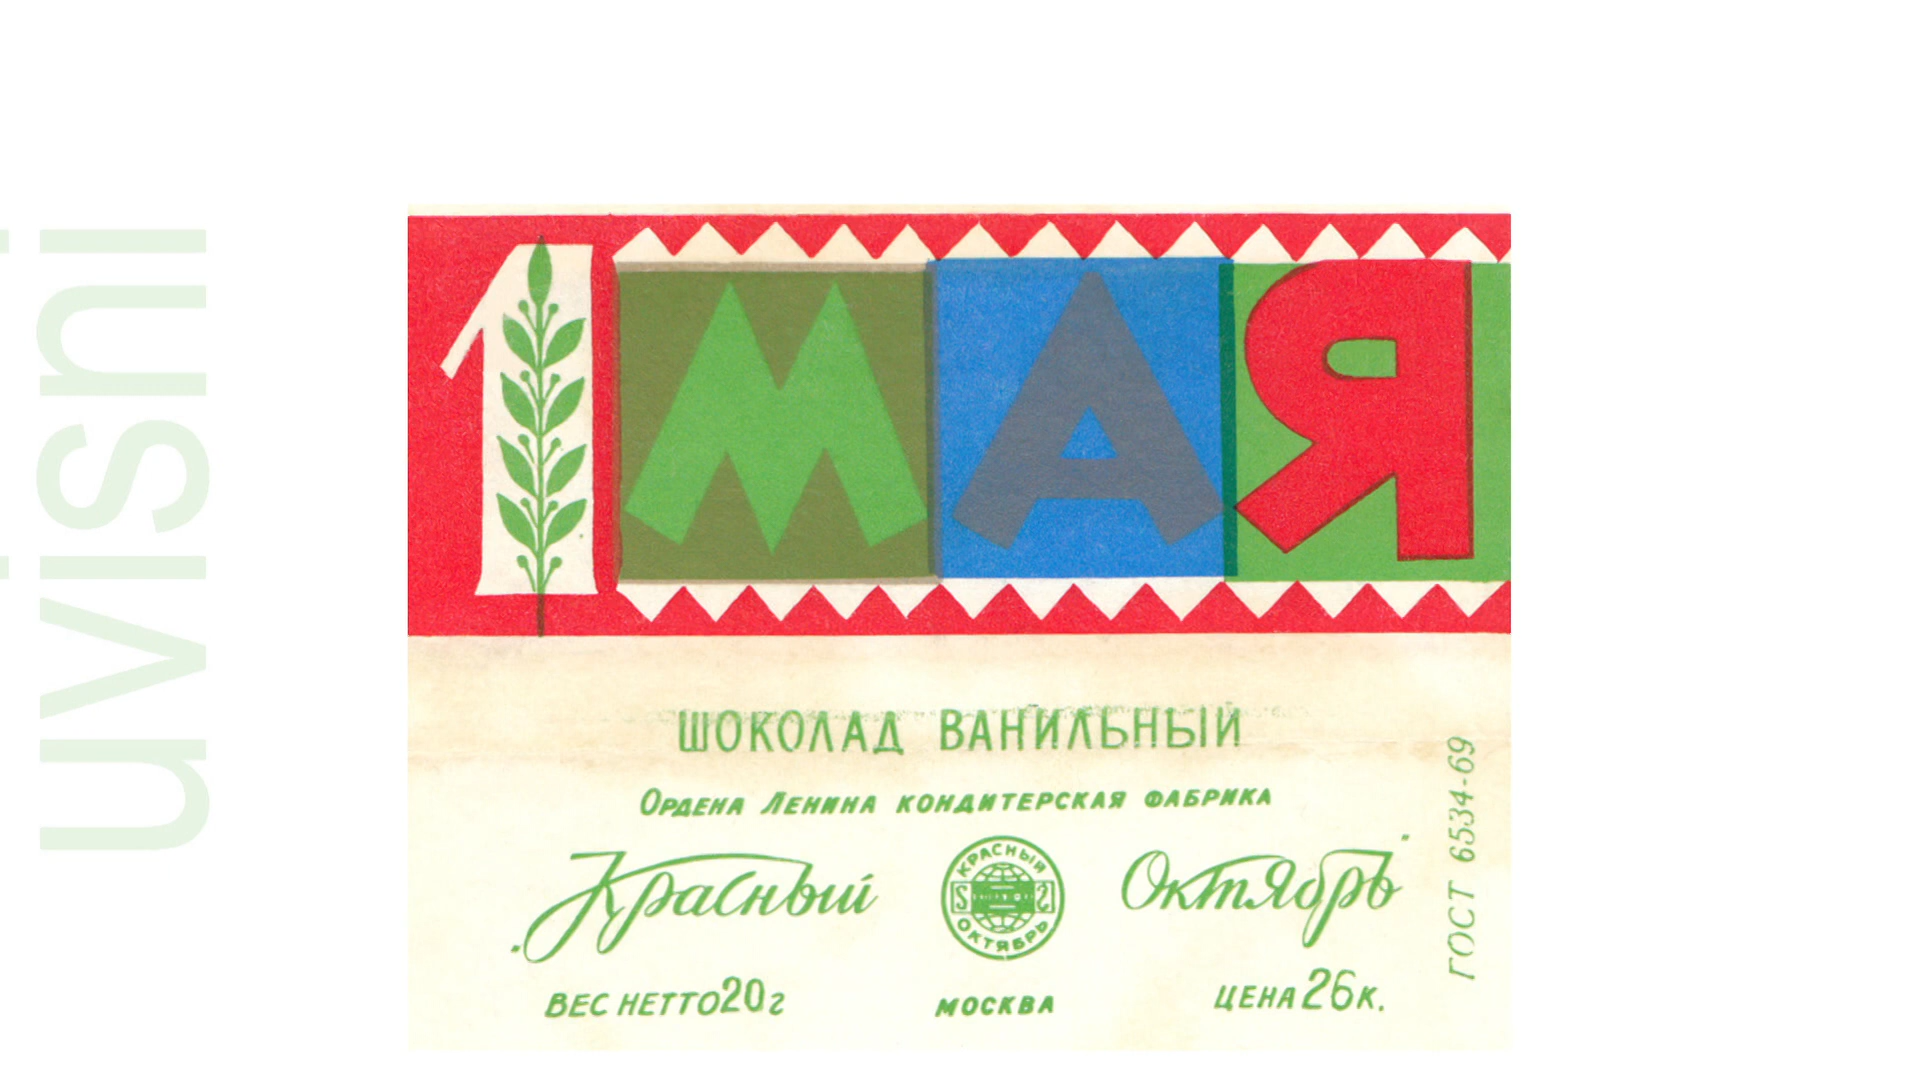 uvisni
1 МАЯ
ШОКОЛАД ВАНИЛЬНЫЙ
ОРДЕНА ЛЕНИНА КОНДИТЕРСКАЯ ФАБРИКА
„Красный Октябрь"
КРАСНЫЙ
ОКТЯБРЬ
ВЕС НЕТТО 20 г
МОСКВА
ЦЕНА 26 К.
ГОСТ 6534-69